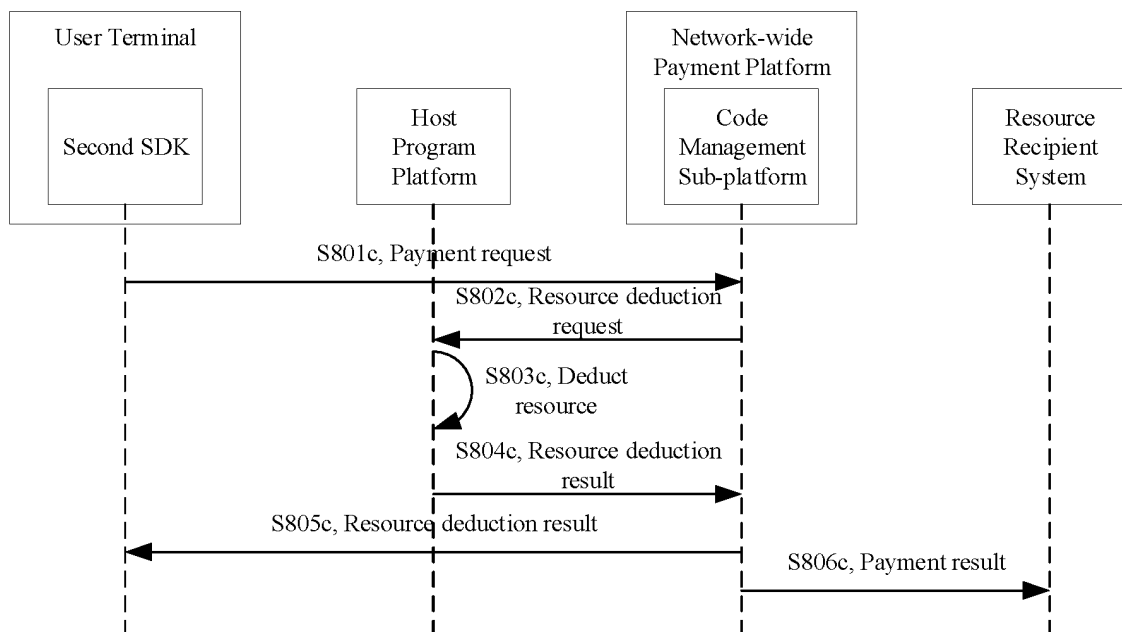 User Terminal
Network-wide
Payment Platform
Second SDK
Host
Program
Platform
Code
Management
Sub-platform
Resource
Recipient
System
S801c, Payment request
S802c, Resource deduction
request
S803c, Deduct
resource
S804c, Resource deduction
result
S805c, Resource deduction result
S806c, Payment result